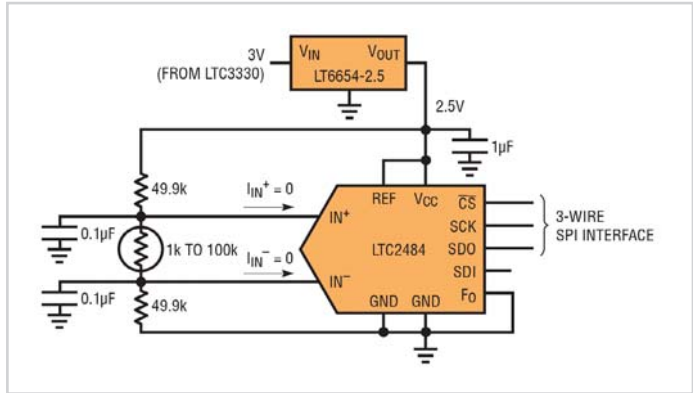 3V
(FROM LTC3330)
VIN
VOUT
LT6654-2.5
2.5V
1µF
49.9k
IIN+ = 0
REF
VCC
CS
SCK
SDO
SDI
FO
3-WIRE
SPI INTERFACE
0.1µF
IN+
1k TO 100k
LTC2484
IIN– = 0
IN–
0.1µF
49.9k
GND
GND